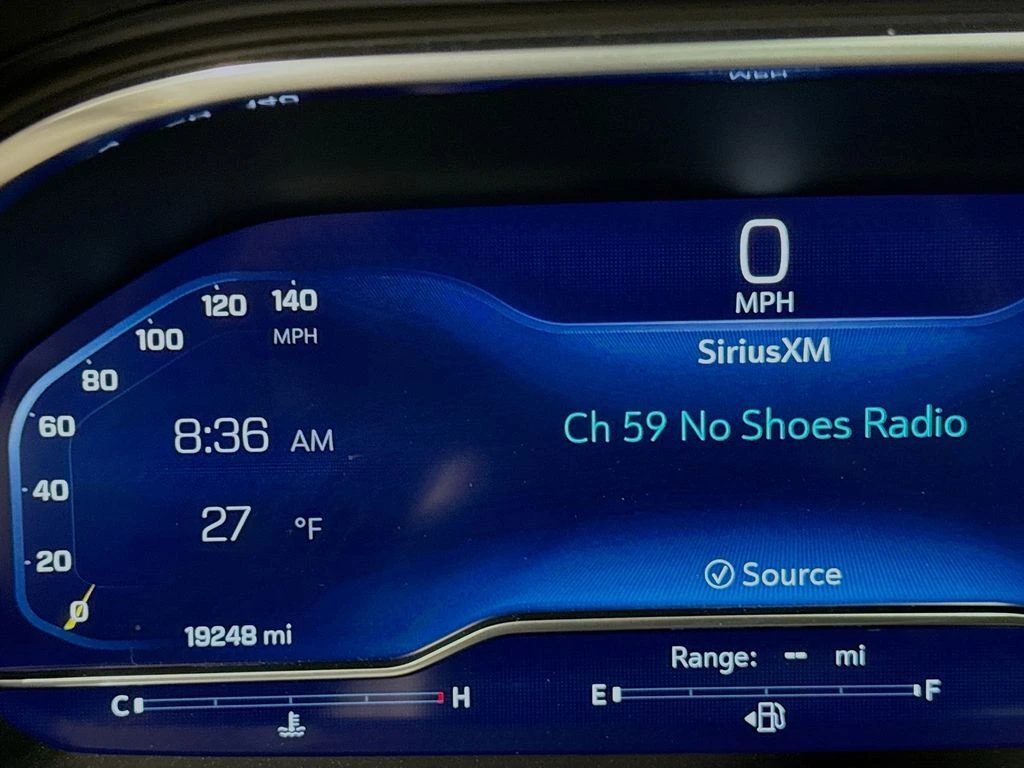 0
MPH
120 140
MPH
100
80
60
40
20
0
8:36 AM
27 °F
19248 mi
SiriusXM
Ch 59 No Shoes Radio
Source
Range: -- mi
C H
E F